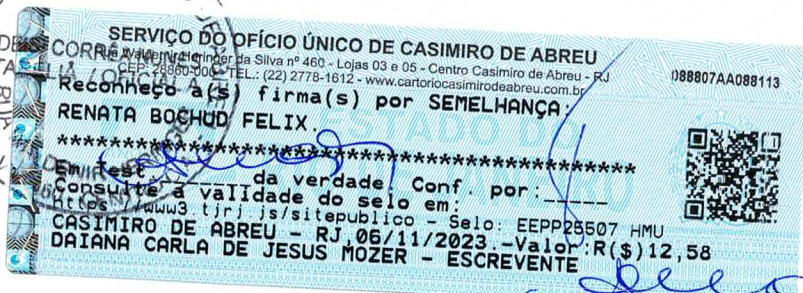 SERVIÇO DO OFÍCIO ÚNICO DE CASIMIRO DE ABREU
Rua Waldemir Heringer da Silva nº 460 - Lojas 03 e 05 - Centro Casimiro de Abreu - RJ
CEP: 28860-000 - TEL.: (22) 2778-1612 - www.cartoriocasimirodeabreu.com.br
088807AA088113
Reconheço a(s) firma(s) por SEMELHANÇA:
RENATA BOCHUD FELIX.
********************************************
Em test. _____da verdade. Conf. por:_____
Consulte a validade do selo em:
https://www3.tjrj.js/sitepublico - Selo: EEPP25507 HMU
CASIMIRO DE ABREU - RJ,06/11/2023.-Valor:R($)12,58
DAIANA CARLA DE JESUS MOZER - ESCREVENTE